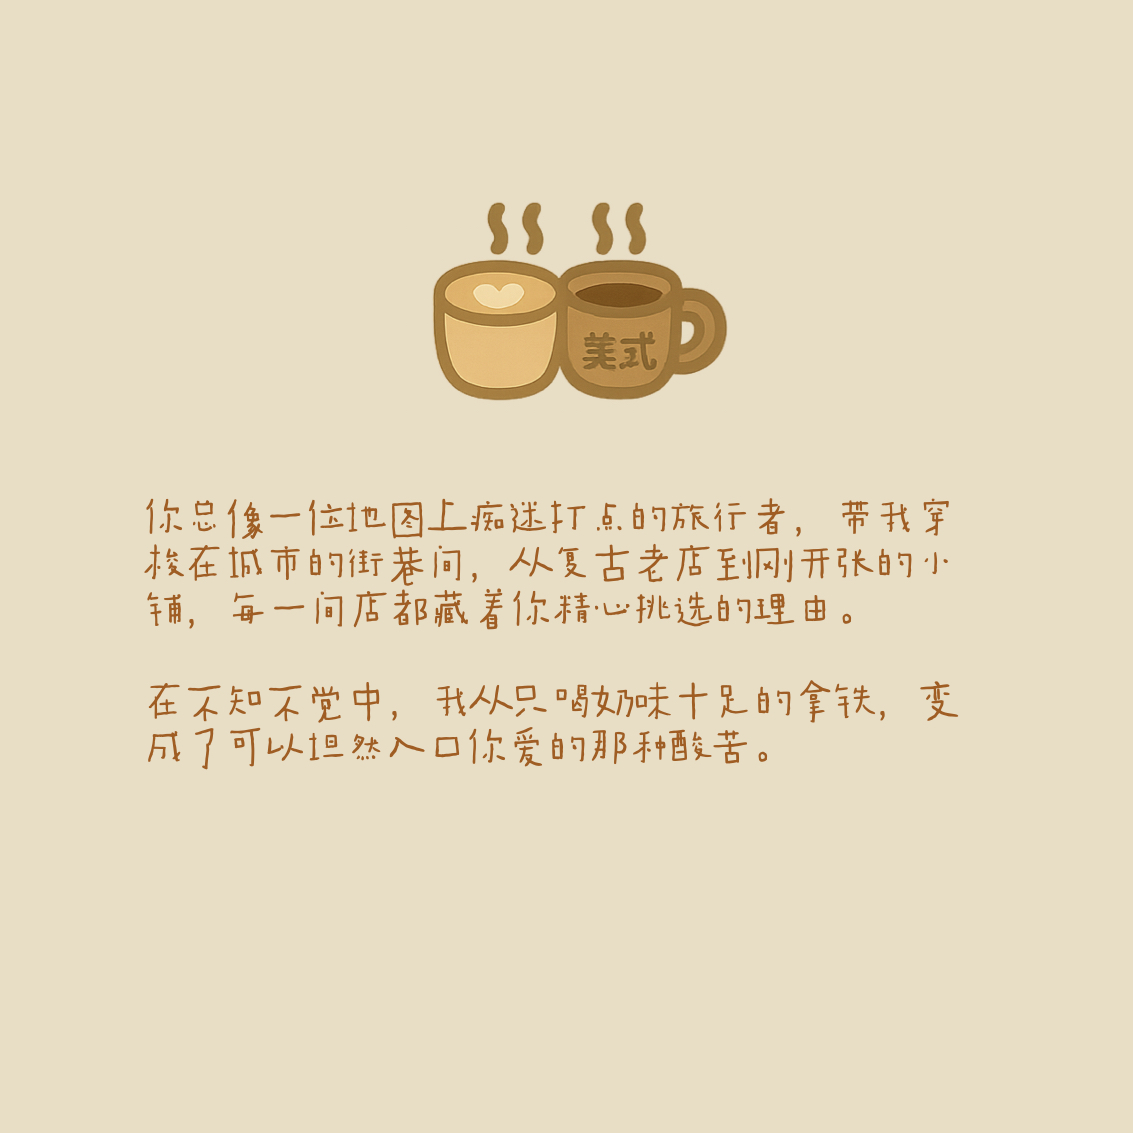 美式
你总像一位地图上痴迷打点的旅行者，带我穿
梭在城市的街巷间，从复古老店到刚开张的小
铺，每一间店都藏着你精心挑选的理由。
在不知不觉中，我从只喝奶味十足的拿铁，变
成了可以坦然入口你爱的那种酸苦。